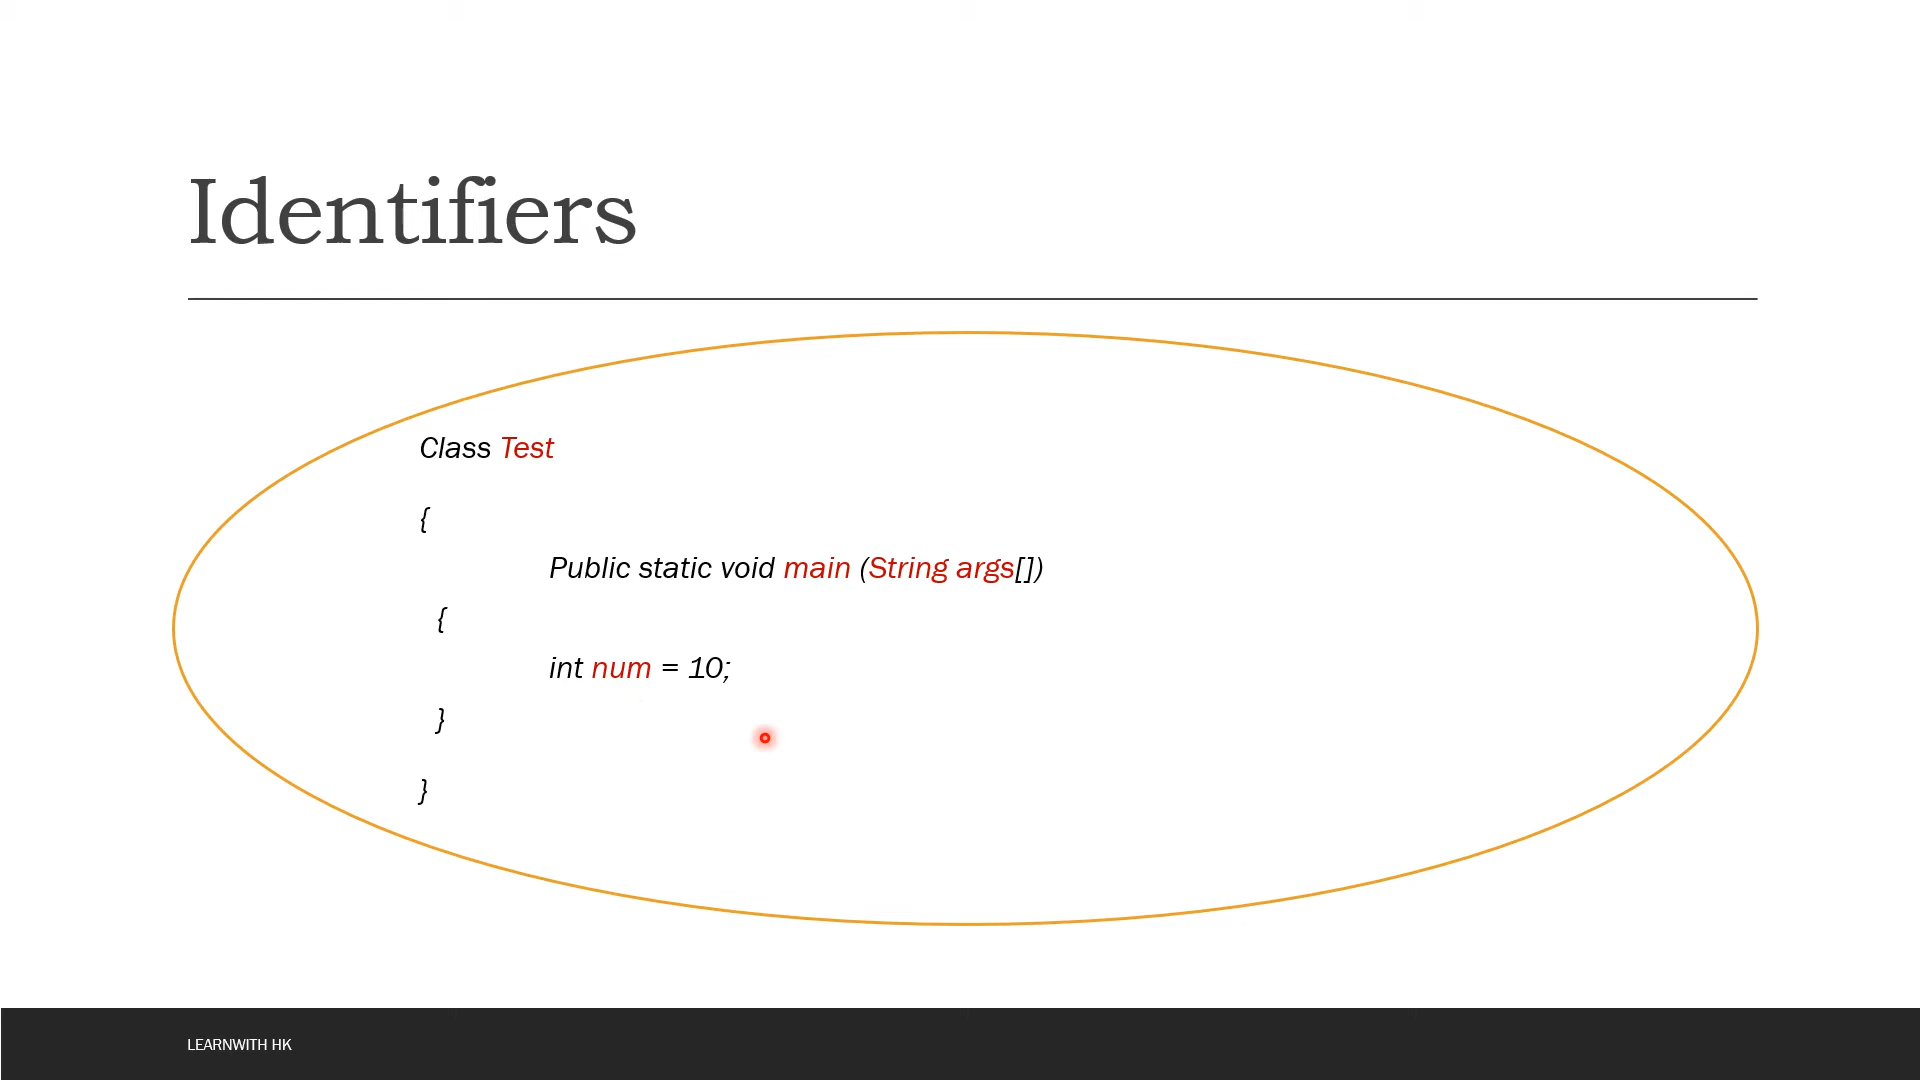 Identifiers
Class Test
{
Public static void main (String args[])
{
int num = 10;
}
}
LEARNWITH HK